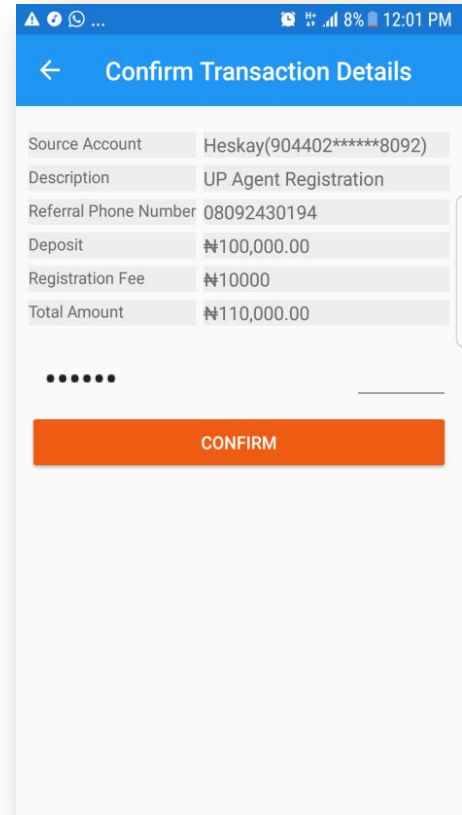 ... 8% 12:01 PM
Confirm Transaction Details
Source Account Heskay(904402******8092)
Description UP Agent Registration
Referral Phone Number 08092430194
Deposit ₦100,000.00
Registration Fee ₦10000
Total Amount ₦110,000.00
••••••
CONFIRM